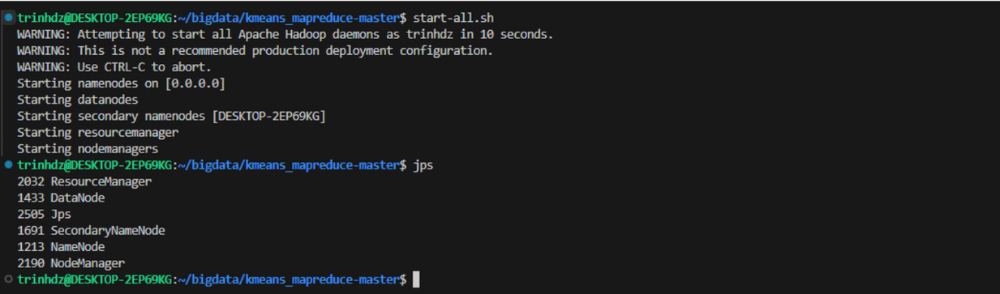 trinhdz@DESKTOP-2EP69KG:~/bigdata/kmeans_mapreduce-master$ start-all.sh
WARNING: Attempting to start all Apache Hadoop daemons as trinhdz in 10 seconds.
WARNING: This is not a recommended production deployment configuration.
WARNING: Use CTRL-C to abort.
Starting namenodes on [0.0.0.0]
Starting datanodes
Starting secondary namenodes [DESKTOP-2EP69KG]
Starting resourcemanager
Starting nodemanagers
trinhdz@DESKTOP-2EP69KG:~/bigdata/kmeans_mapreduce-master$ jps
2032 ResourceManager
1433 DataNode
2505 Jps
1691 SecondaryNameNode
1213 NameNode
2190 NodeManager
trinhdz@DESKTOP-2EP69KG:~/bigdata/kmeans_mapreduce-master$